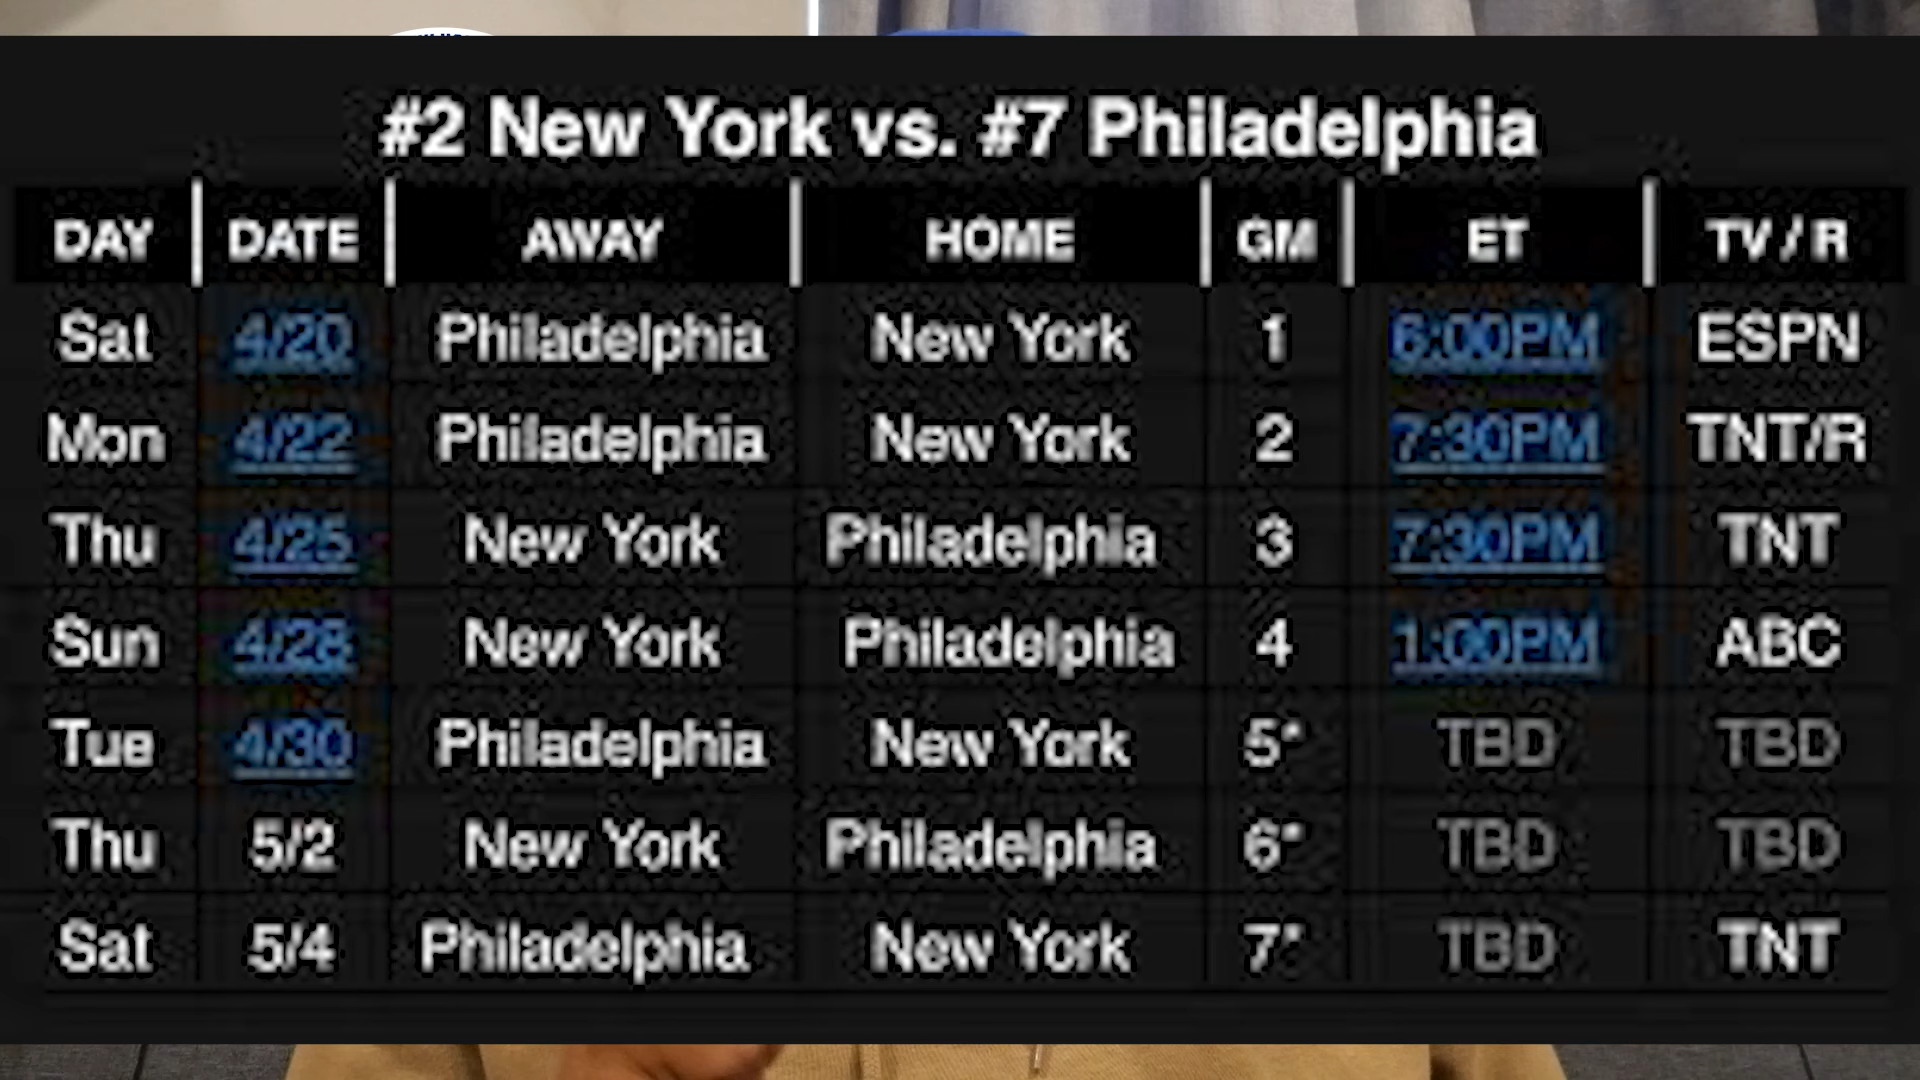 #2 New York vs. #7 Philadelphia
DAY DATE AWAY HOME GM ET TV / R
Sat 4/20 Philadelphia New York 1 6:00PM ESPN
Mon 4/22 Philadelphia New York 2 7:30PM TNT/R
Thu 4/25 New York Philadelphia 3 7:30PM TNT
Sun 4/28 New York Philadelphia 4 1:00PM ABC
Tue 4/30 Philadelphia New York 5* TBD TBD
Thu 5/2 New York Philadelphia 6* TBD TBD
Sat 5/4 Philadelphia New York 7* TBD TNT